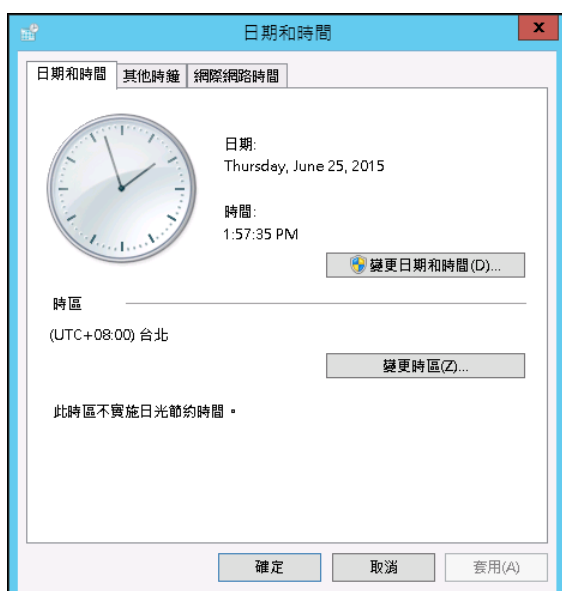 日期和時間
x
日期和時間
其他時鐘
網際網路時間
日期:
Thursday, June 25, 2015
時間:
1:57:35 PM
變更日期和時間(D)...
時區
(UTC+08:00) 台北
變更時區(Z)...
此時區不實施日光節約時間。
確定
取消
套用(A)